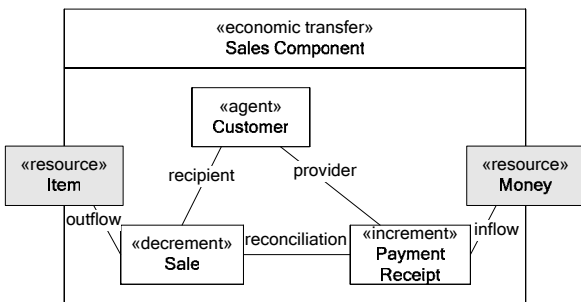 «economic transfer»
Sales Component
«agent»
Customer
«resource»
Item
«resource»
Money
recipient
provider
outflow
inflow
«decrement»
Sale
reconciliation
«increment»
Payment
Receipt